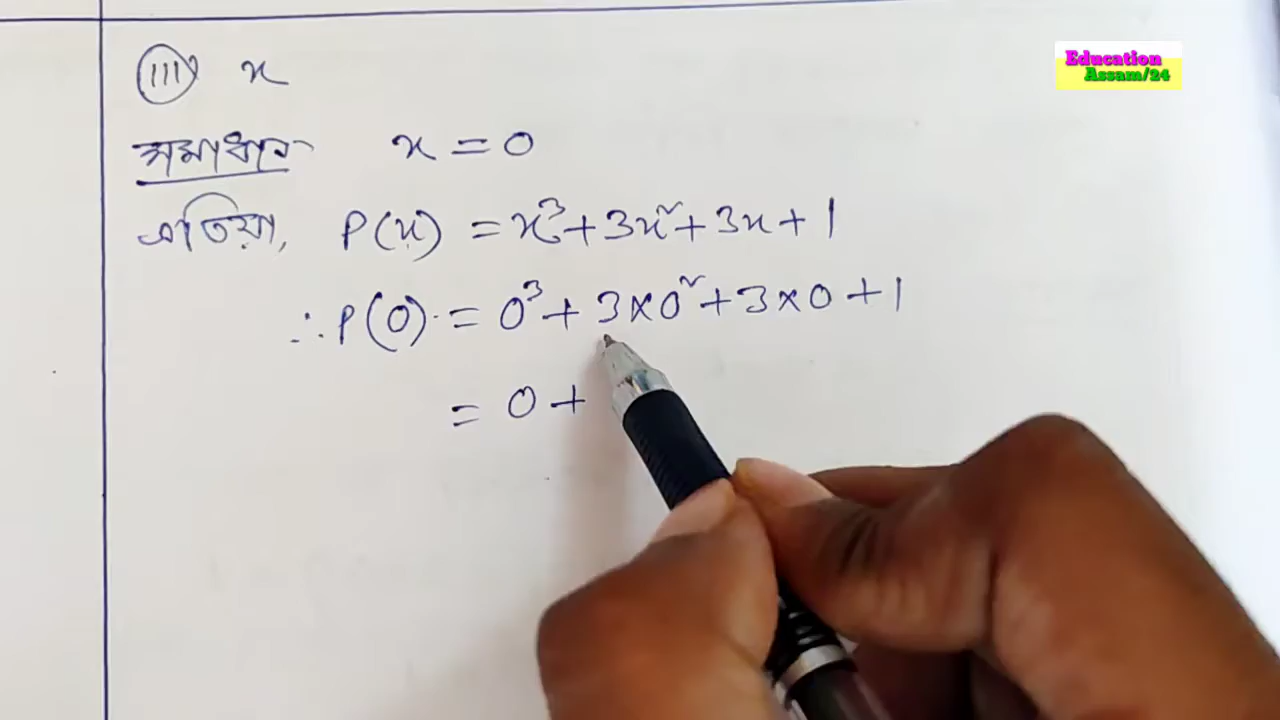 (iii) x
Education
Assam/24
সমাধান x = 0
এতিয়া, P(x) = x³ + 3x² + 3x + 1
∴ P(0) = 0³ + 3×0² + 3×0 + 1
= 0 +